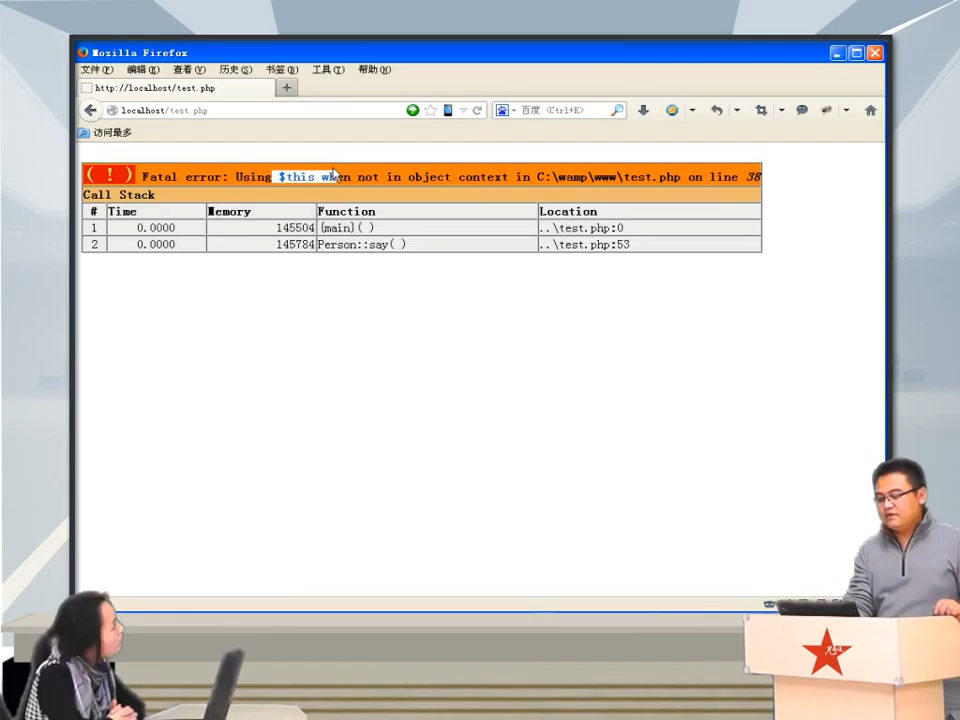 Mozilla Firefox
文件(F) 编辑(E) 查看(V) 历史(S) 书签(B) 工具(T) 帮助(H)
http://localhost/test.php
localhost/test.php 百度 <Ctrl+K>
访问最多
( ! ) Fatal error: Using $this when not in object context in C:\wamp\www\test.php on line 38
Call Stack
# Time Memory Function Location
1 0.0000 145504 {main}( ) ..\test.php:0
2 0.0000 145784 Person::say( ) ..\test.php:53